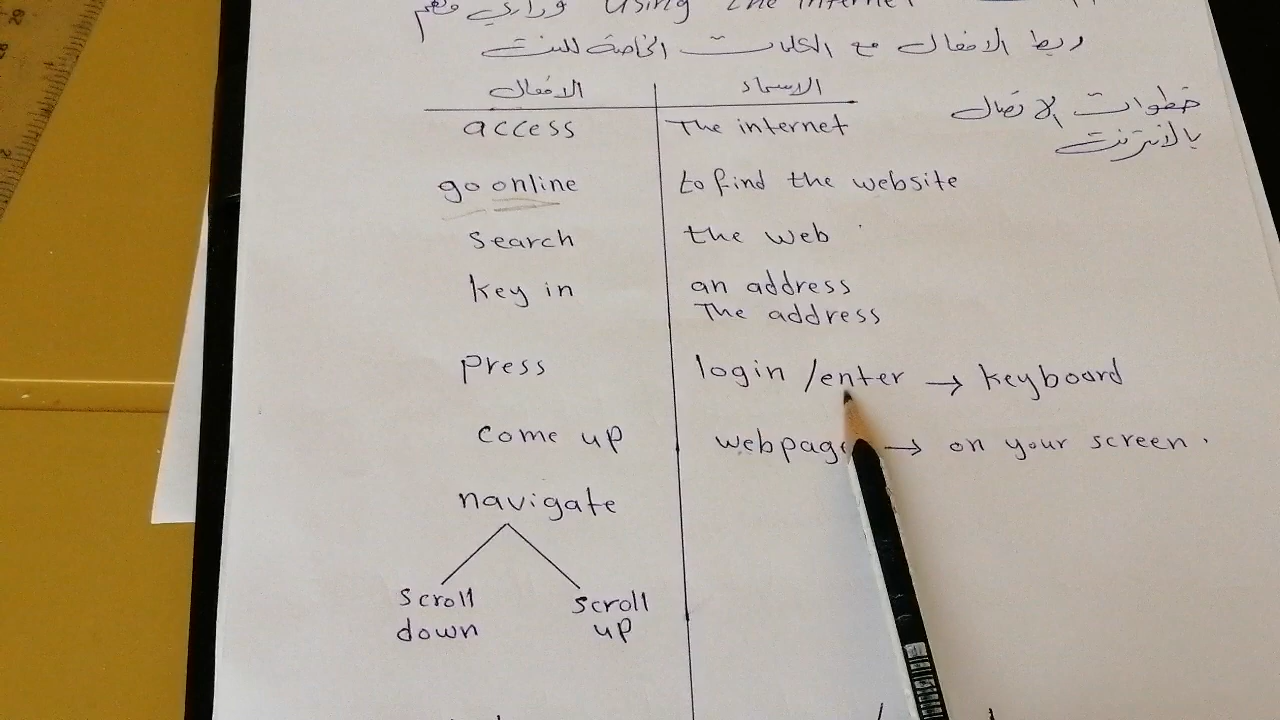 وزاري مهم Using the internet
ربط الافعال مع الكلمات الخاصة للنت
خطوات الاتصال
بالانترنت
الافعال الاسماء
access The internet
go online to find the website
search the web
key in an address
The address
press login /enter → keyboard
come up webpage → on your screen.
navigate
scroll down scroll up